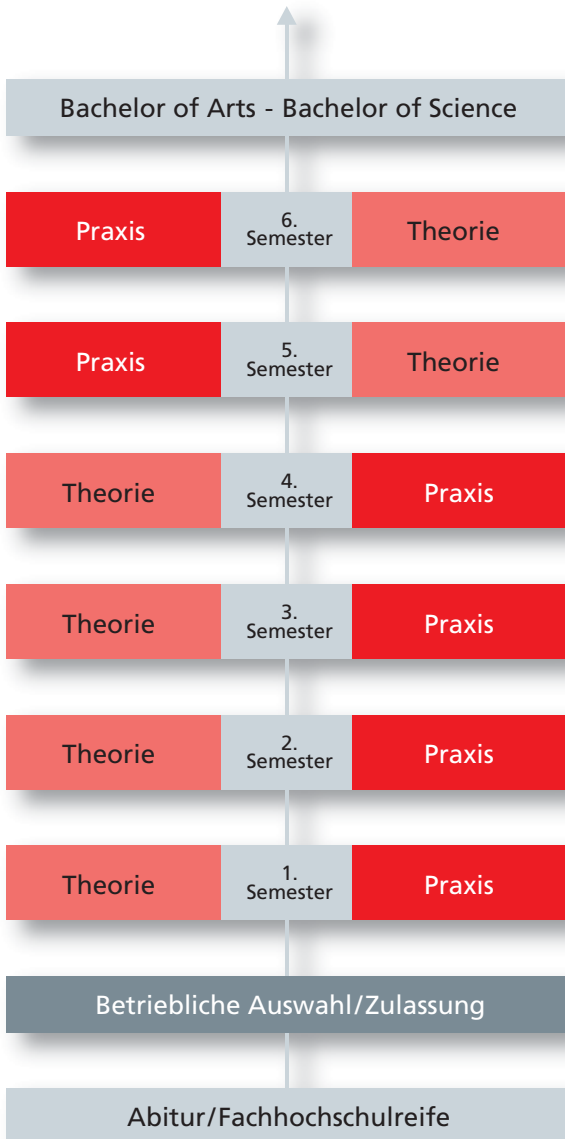 Bachelor of Arts - Bachelor of Science
Praxis
6.
Semester
Theorie
Praxis
5.
Semester
Theorie
Theorie
4.
Semester
Praxis
Theorie
3.
Semester
Praxis
Theorie
2.
Semester
Praxis
Theorie
1.
Semester
Praxis
Betriebliche Auswahl/Zulassung
Abitur/Fachhochschulreife